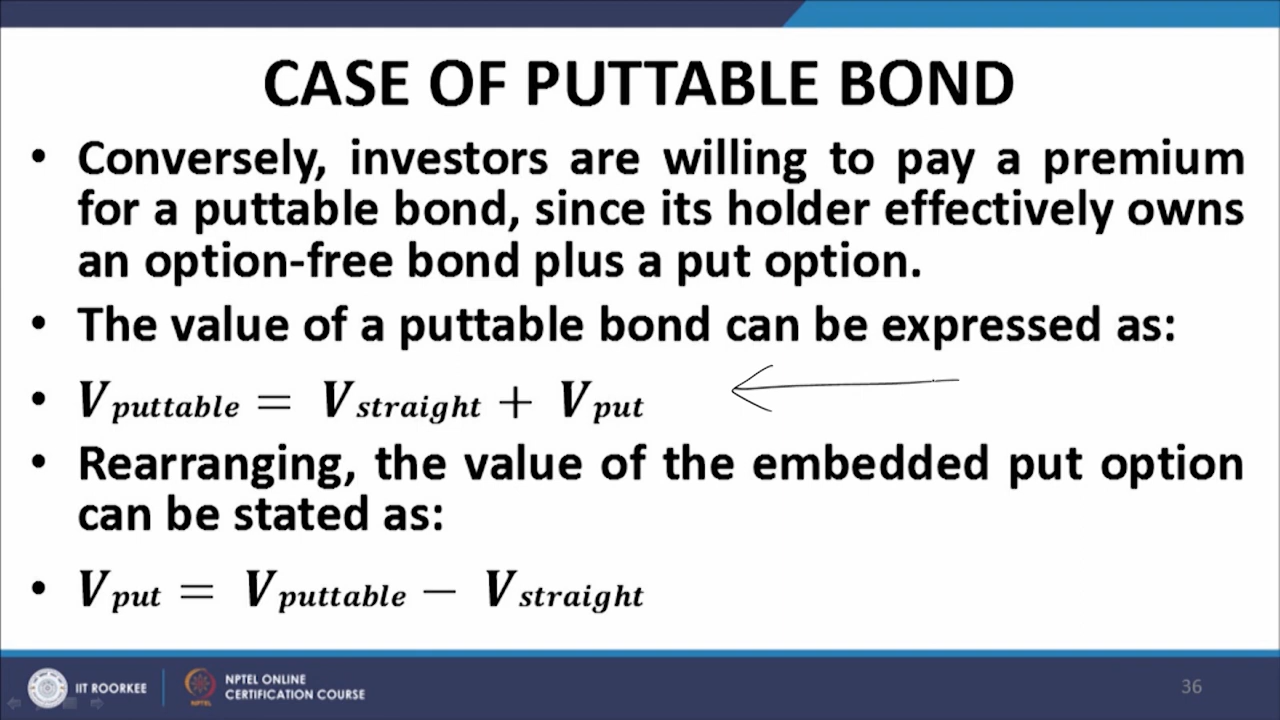 CASE OF PUTTABLE BOND
• Conversely, investors are willing to pay a premium
for a puttable bond, since its holder effectively owns
an option-free bond plus a put option.
• The value of a puttable bond can be expressed as:
• V_puttable = V_straight + V_put
• Rearranging, the value of the embedded put option
can be stated as:
• V_put = V_puttable − V_straight
IIT ROORKEE
NPTEL
NPTEL ONLINE
CERTIFICATION COURSE
36